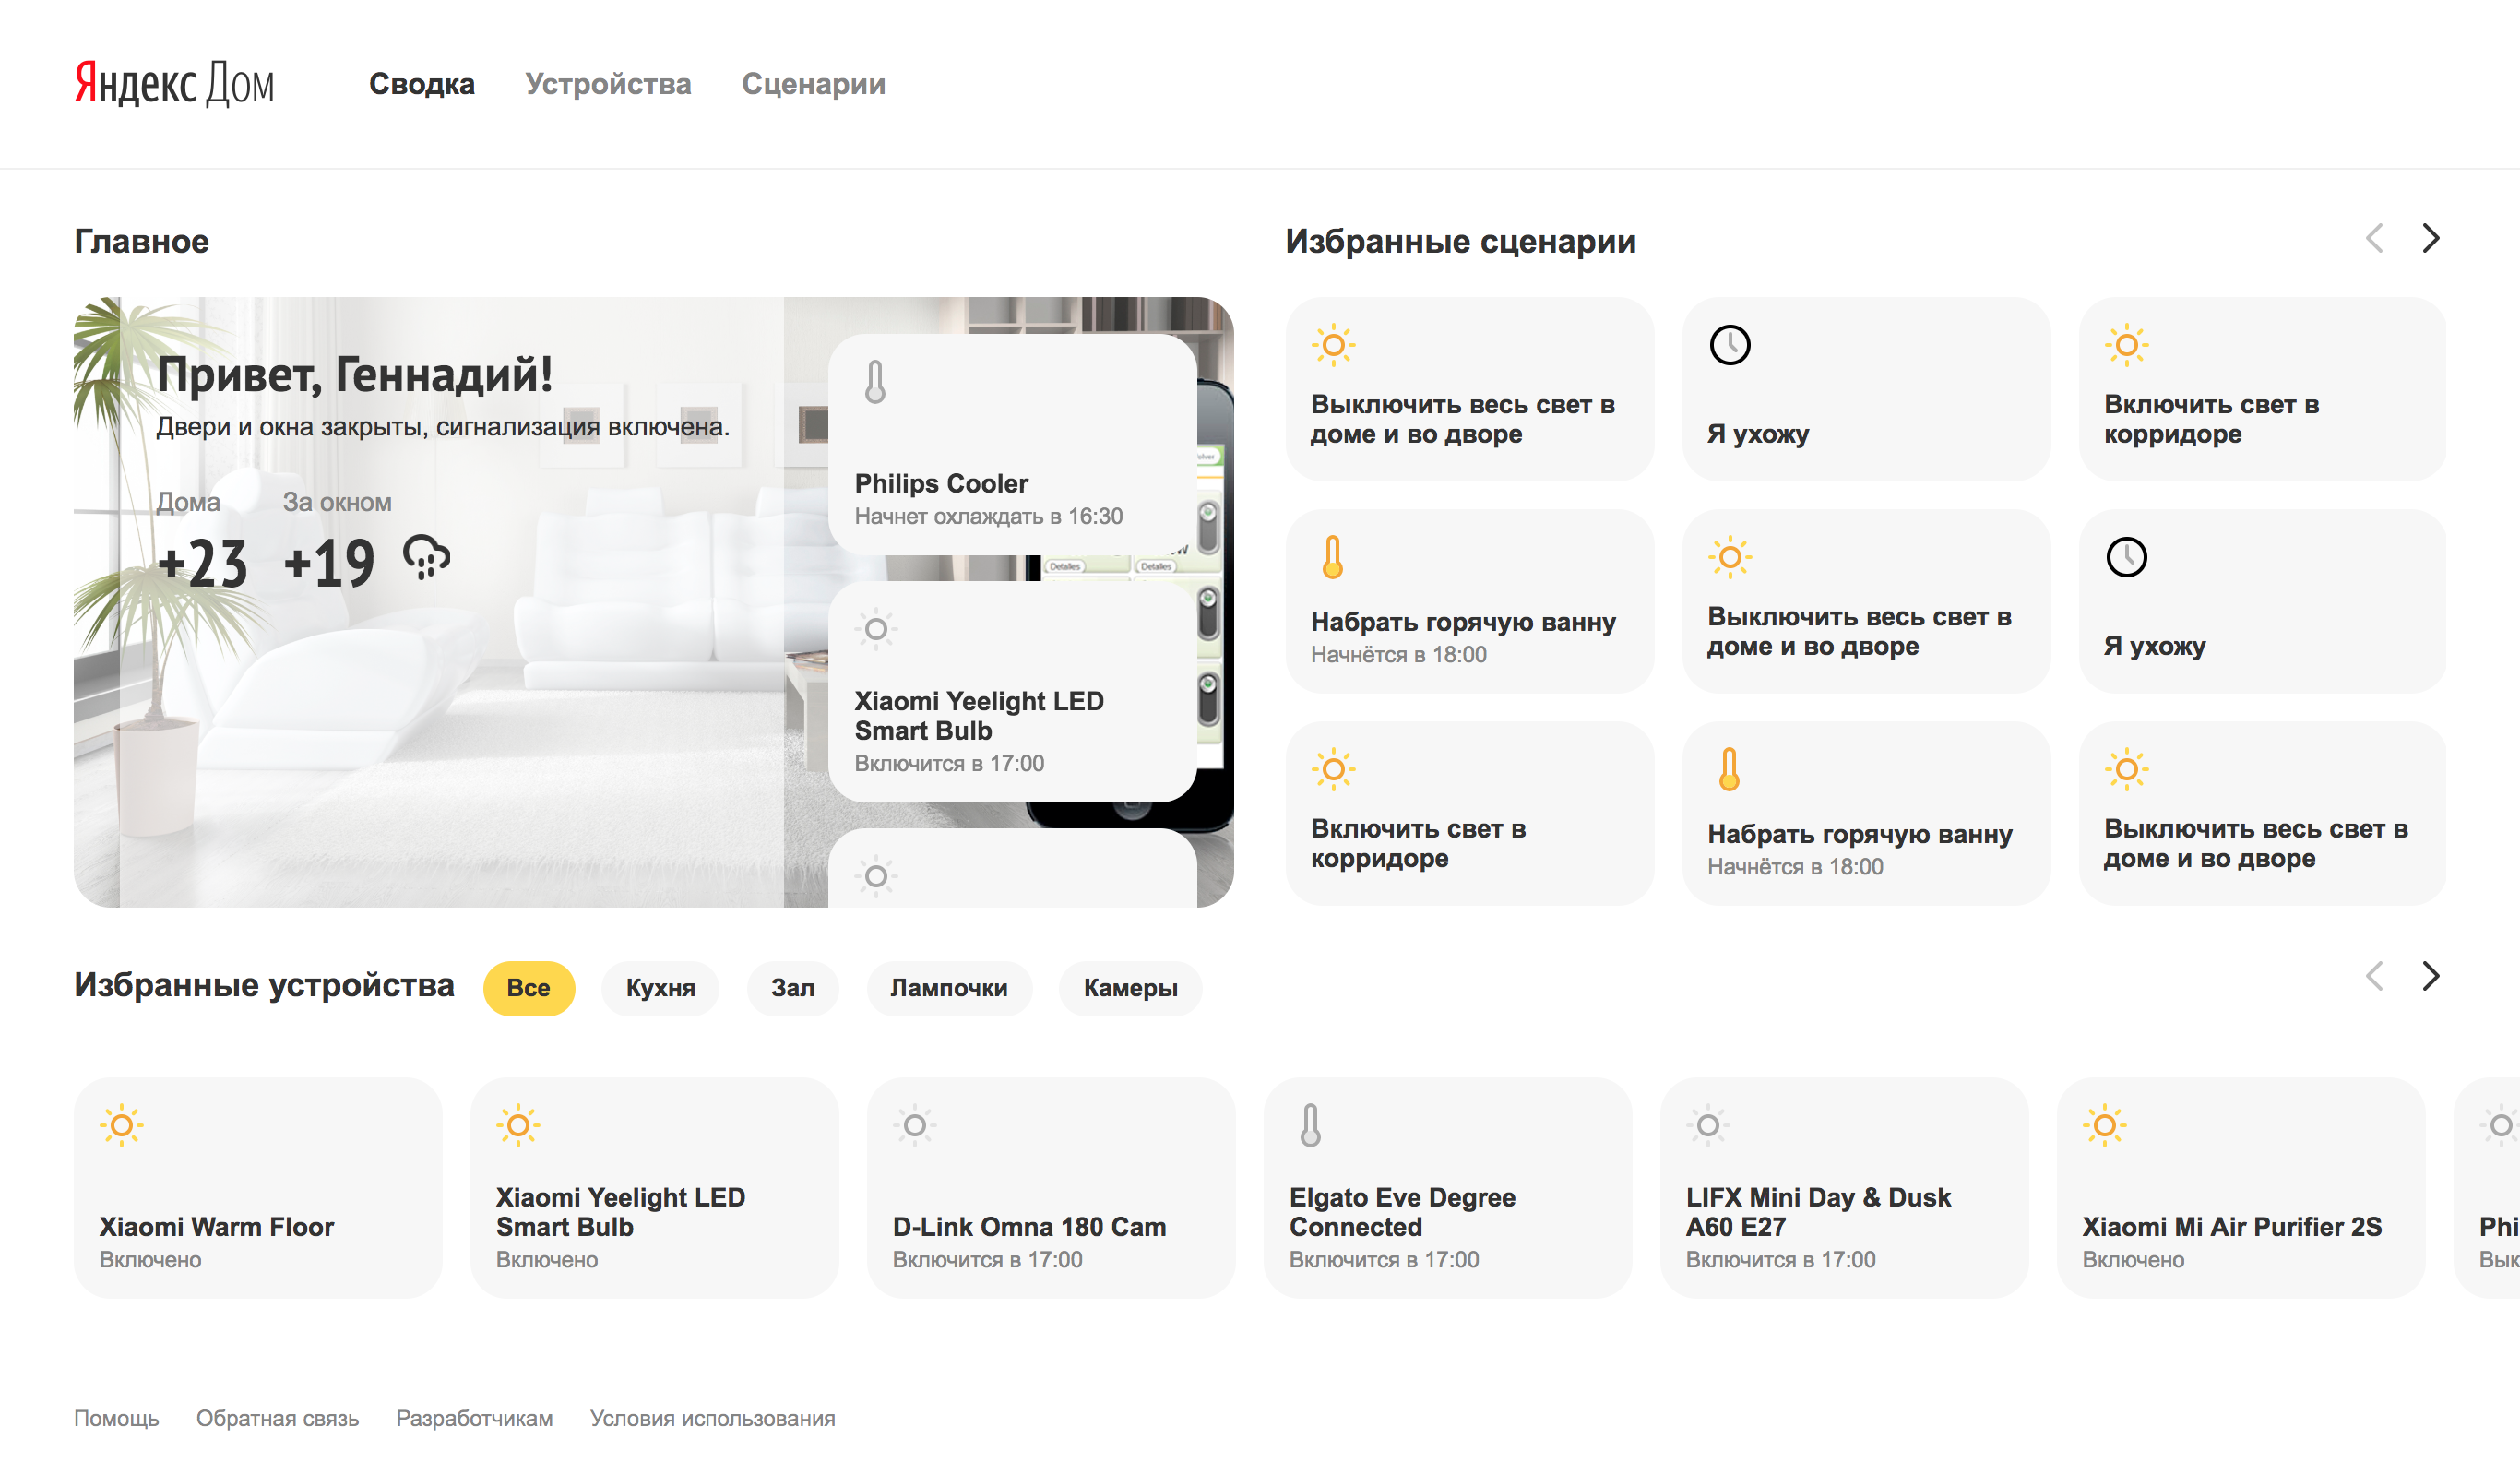 Яндекс Дом
Сводка
Устройства
Сценарии
Главное
Привет, Геннадий!
Двери и окна закрыты, сигнализация включена.
Дома
За окном
+23
+19
Philips Cooler
Начнет охлаждать в 16:30
Detalles
Detalles
Xiaomi Yeelight LED
Smart Bulb
Включится в 17:00
Избранные сценарии
Выключить весь свет в
доме и во дворе
Я ухожу
Включить свет в
корридоре
Набрать горячую ванну
Начнётся в 18:00
Выключить весь свет в
доме и во дворе
Я ухожу
Включить свет в
корридоре
Набрать горячую ванну
Начнётся в 18:00
Выключить весь свет в
доме и во дворе
Избранные устройства
Все
Кухня
Зал
Лампочки
Камеры
Xiaomi Warm Floor
Включено
Xiaomi Yeelight LED
Smart Bulb
Включено
D-Link Omna 180 Cam
Включится в 17:00
Elgato Eve Degree
Connected
Включится в 17:00
LIFX Mini Day & Dusk
A60 E27
Включится в 17:00
Xiaomi Mi Air Purifier 2S
Включено
Phi
Вык
Помощь
Обратная связь
Разработчикам
Условия использования